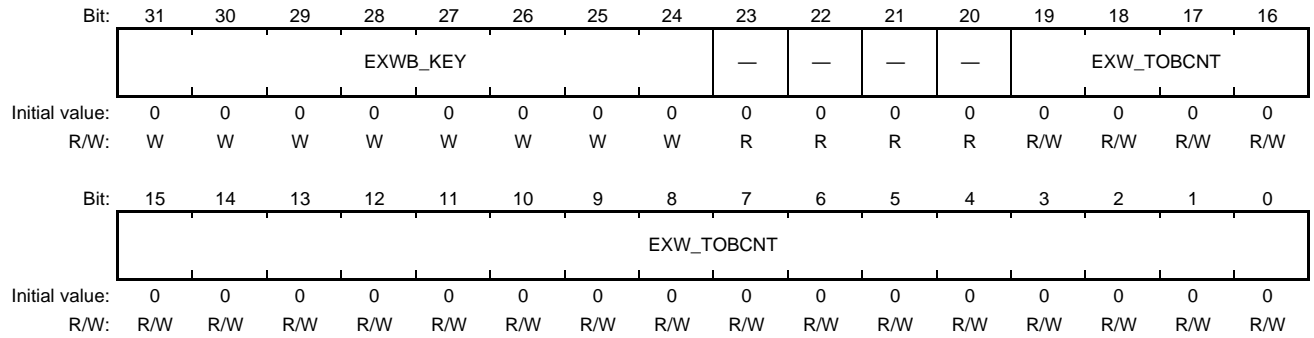 Bit: 31 30 29 28 27 26 25 24 23 22 21 20 19 18 17 16
EXWB_KEY — — — — EXW_TOBCNT
Initial value: 0 0 0 0 0 0 0 0 0 0 0 0 0 0 0 0
R/W: W W W W W W W W R R R R R/W R/W R/W R/W
Bit: 15 14 13 12 11 10 9 8 7 6 5 4 3 2 1 0
EXW_TOBCNT
Initial value: 0 0 0 0 0 0 0 0 0 0 0 0 0 0 0 0
R/W: R/W R/W R/W R/W R/W R/W R/W R/W R/W R/W R/W R/W R/W R/W R/W R/W